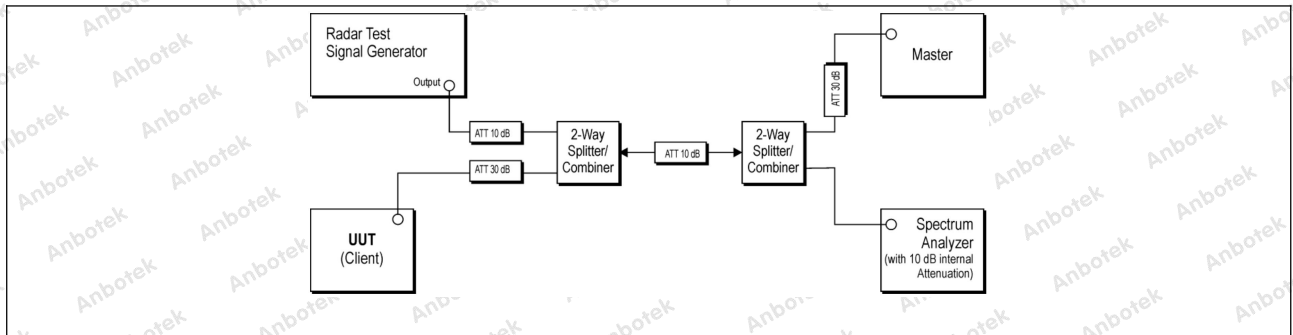 Radar Test
Signal Generator
Output
ATT 10 dB
ATT 30 dB
UUT
(Client)
2-Way
Splitter/
Combiner
ATT 10 dB
2-Way
Splitter/
Combiner
ATT 30 dB
Master
Spectrum
Analyzer
(with 10 dB internal
Attenuation)
Anbotek